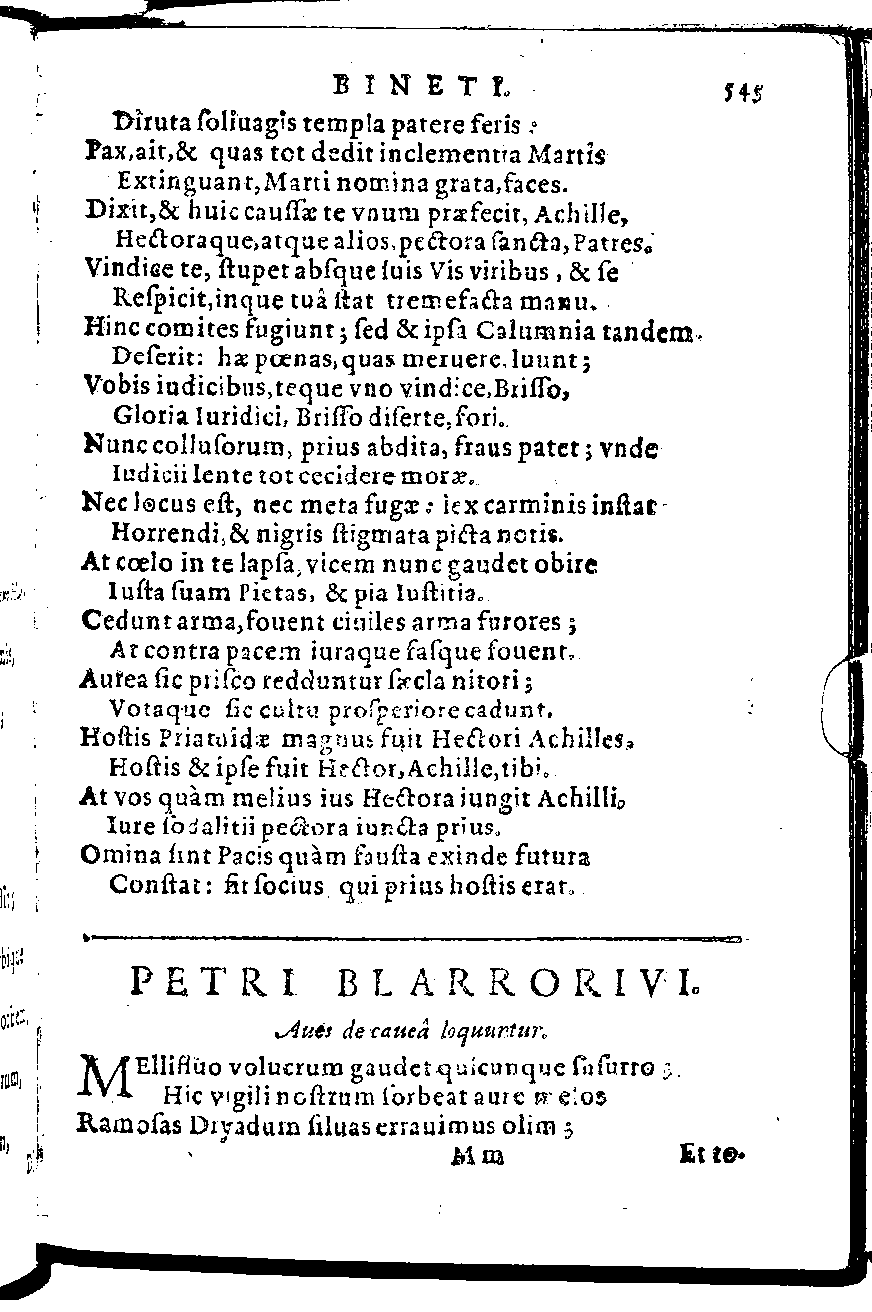 BINETI. 545
Diruta ſoliuagis templa patere feris :
Pax, ait, & quas tot dedit inclementia Martis
Extinguant, Marti nomina grata, faces.
Dixit, & huic cauſſæ te vnum præfecit, Achille,
Hectoraque, atque alios, pectora ſancta, Patres.
Vindice te, ſtupet abſque ſuis Vis viribus, & ſe
Reſpicit, inque tuâ ſtat tremefacta manu.
Hinc comites fugiunt ; ſed & ipſa Calumnia tandem
Deſerit: hæ pœnas, quas meruere, luunt ;
Vobis iudicibus, teque vno vindice, Briſſo,
Gloria Iuridici, Briſſo diſerte, fori.
Nunc colluſorum, prius abdita, fraus patet ; vnde
Iudicii lente tot cecidere moræ.
Nec locus eſt, nec meta fugæ : lex carminis inſtat
Horrendi, & nigris ſtigmata picta notis.
At cœlo in te lapſa, vicem nunc gaudet obire
Iuſta ſuam Pietas, & pia Iuſtitia.
Cedunt arma, fouent ciuiles arma furores ;
At contra pacem iuraque faſque fouent.
Aurea ſic priſco redduntur ſæcla nitori ;
Votaque ſic cultu proſperiore cadunt.
Hoſtis Priamidæ magnus fuit Hectori Achilles,
Hoſtis & ipſe fuit Hector, Achille, tibi.
At vos quàm melius ius Hectora iungit Achilli,
Iure ſodalitii pectora iuncta prius.
Omina ſint Pacis quàm fauſta exinde futura
Conſtat : fit ſocius qui prius hoſtis erat.
PETRI BLARRORIVI.
Aues de caueâ loquuntur.
MEllifluo volucrum gaudet quicunque ſuſurro ;
Hic vigili noſtrum ſorbeat aure melos
Ramoſas Dryadum ſiluas errauimus olim ;
M m Et to-